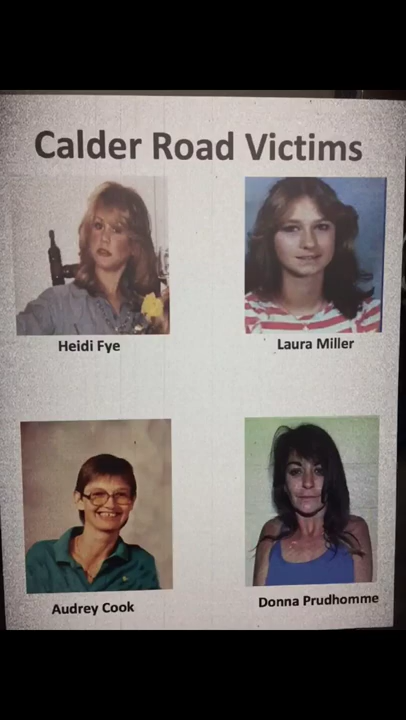 Calder Road Victims
Heidi Fye
Laura Miller
Audrey Cook
Donna Prudhomme